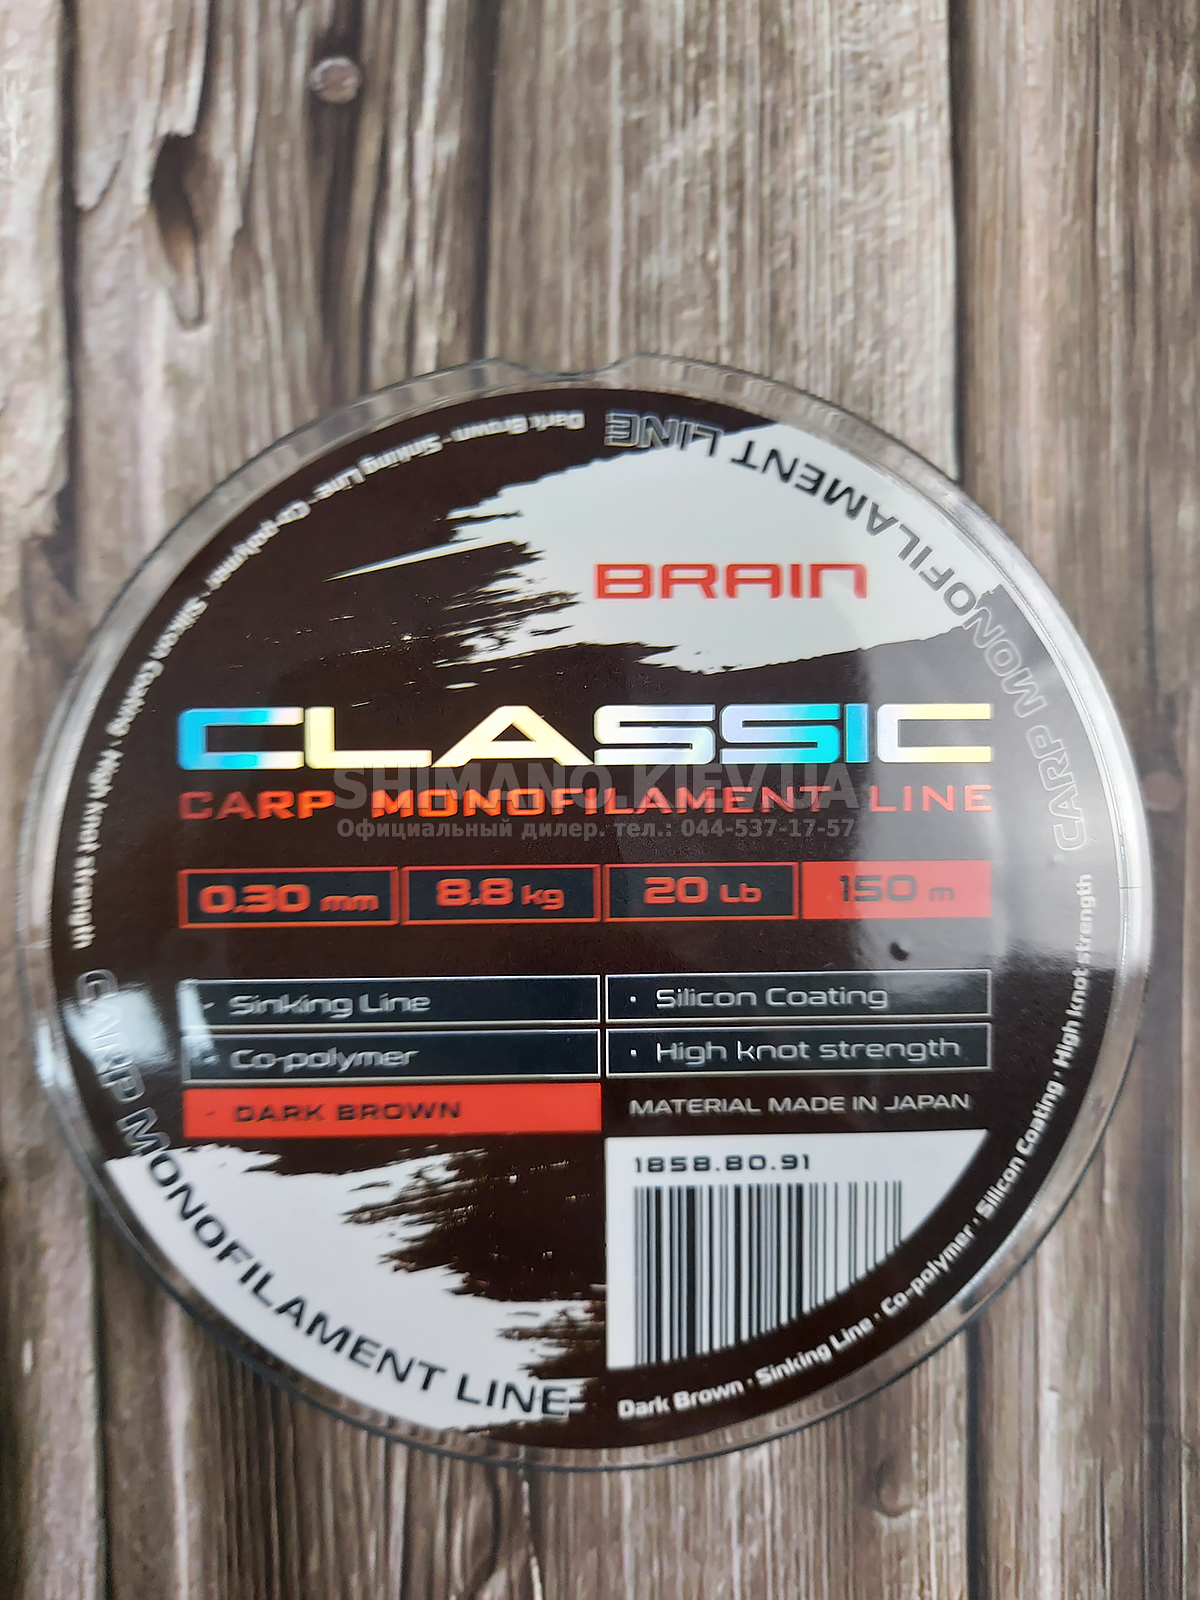 BRAIN
CLASSIC
CARP MONOFILAMENT LINE
SHIMANO.KIEV.UA
Официальный дилер. тел.: 044-537-17-57
0.30 mm
8.8 kg
20 Lb
150 m
· Sinking Line
· Silicon Coating
· Co-polymer
· High knot strength
· DARK BROWN
MATERIAL MADE IN JAPAN
1858.80.91
CARP MONOFILAMENT LINE
Dark Brown · Sinking Line · Co-polymer · Silicon Coating · High knot strength
CARP MONOFILAMENT LINE
Dark Brown · Sinking Line · Co-polymer · Silicon Coating · High knot strength